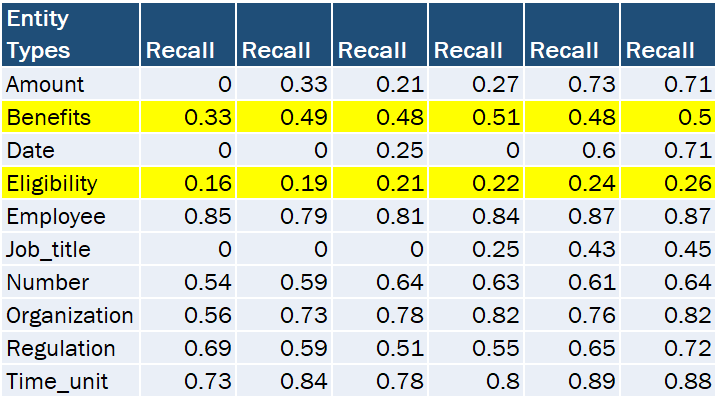 Entity
Types Recall Recall Recall Recall Recall Recall
Amount 0 0.33 0.21 0.27 0.73 0.71
Benefits 0.33 0.49 0.48 0.51 0.48 0.5
Date 0 0 0.25 0 0.6 0.71
Eligibility 0.16 0.19 0.21 0.22 0.24 0.26
Employee 0.85 0.79 0.81 0.84 0.87 0.87
Job_title 0 0 0 0.25 0.43 0.45
Number 0.54 0.59 0.64 0.63 0.61 0.64
Organization 0.56 0.73 0.78 0.82 0.76 0.82
Regulation 0.69 0.59 0.51 0.55 0.65 0.72
Time_unit 0.73 0.84 0.78 0.8 0.89 0.88